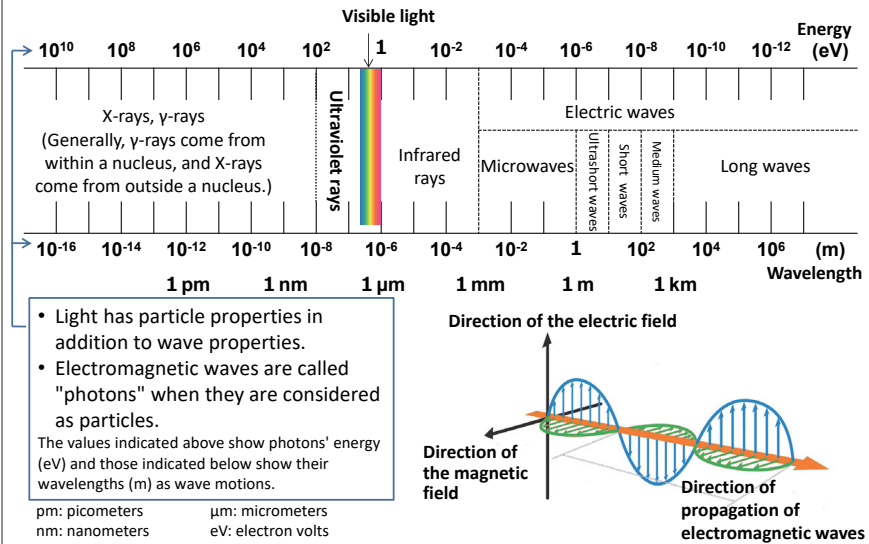 Visible light
10¹⁰ 10⁸ 10⁶ 10⁴ 10² 1 10⁻² 10⁻⁴ 10⁻⁶ 10⁻⁸ 10⁻¹⁰ 10⁻¹² Energy (eV)
X-rays, γ-rays
(Generally, γ-rays come from
within a nucleus, and X-rays
come from outside a nucleus.)
Ultraviolet rays
Infrared
rays
Electric waves
Microwaves
Ultrashort waves
Short waves
Medium waves
Long waves
10⁻¹⁶ 10⁻¹⁴ 10⁻¹² 10⁻¹⁰ 10⁻⁸ 10⁻⁶ 10⁻⁴ 10⁻² 1 10² 10⁴ 10⁶ (m)
Wavelength
1 pm 1 nm 1 μm 1 mm 1 m 1 km
• Light has particle properties in
addition to wave properties.
• Electromagnetic waves are called
"photons" when they are considered
as particles.
The values indicated above show photons' energy
(eV) and those indicated below show their
wavelengths (m) as wave motions.
pm: picometers μm: micrometers
nm: nanometers eV: electron volts
Direction of the electric field
Direction of
the magnetic
field
Direction of
propagation of
electromagnetic waves